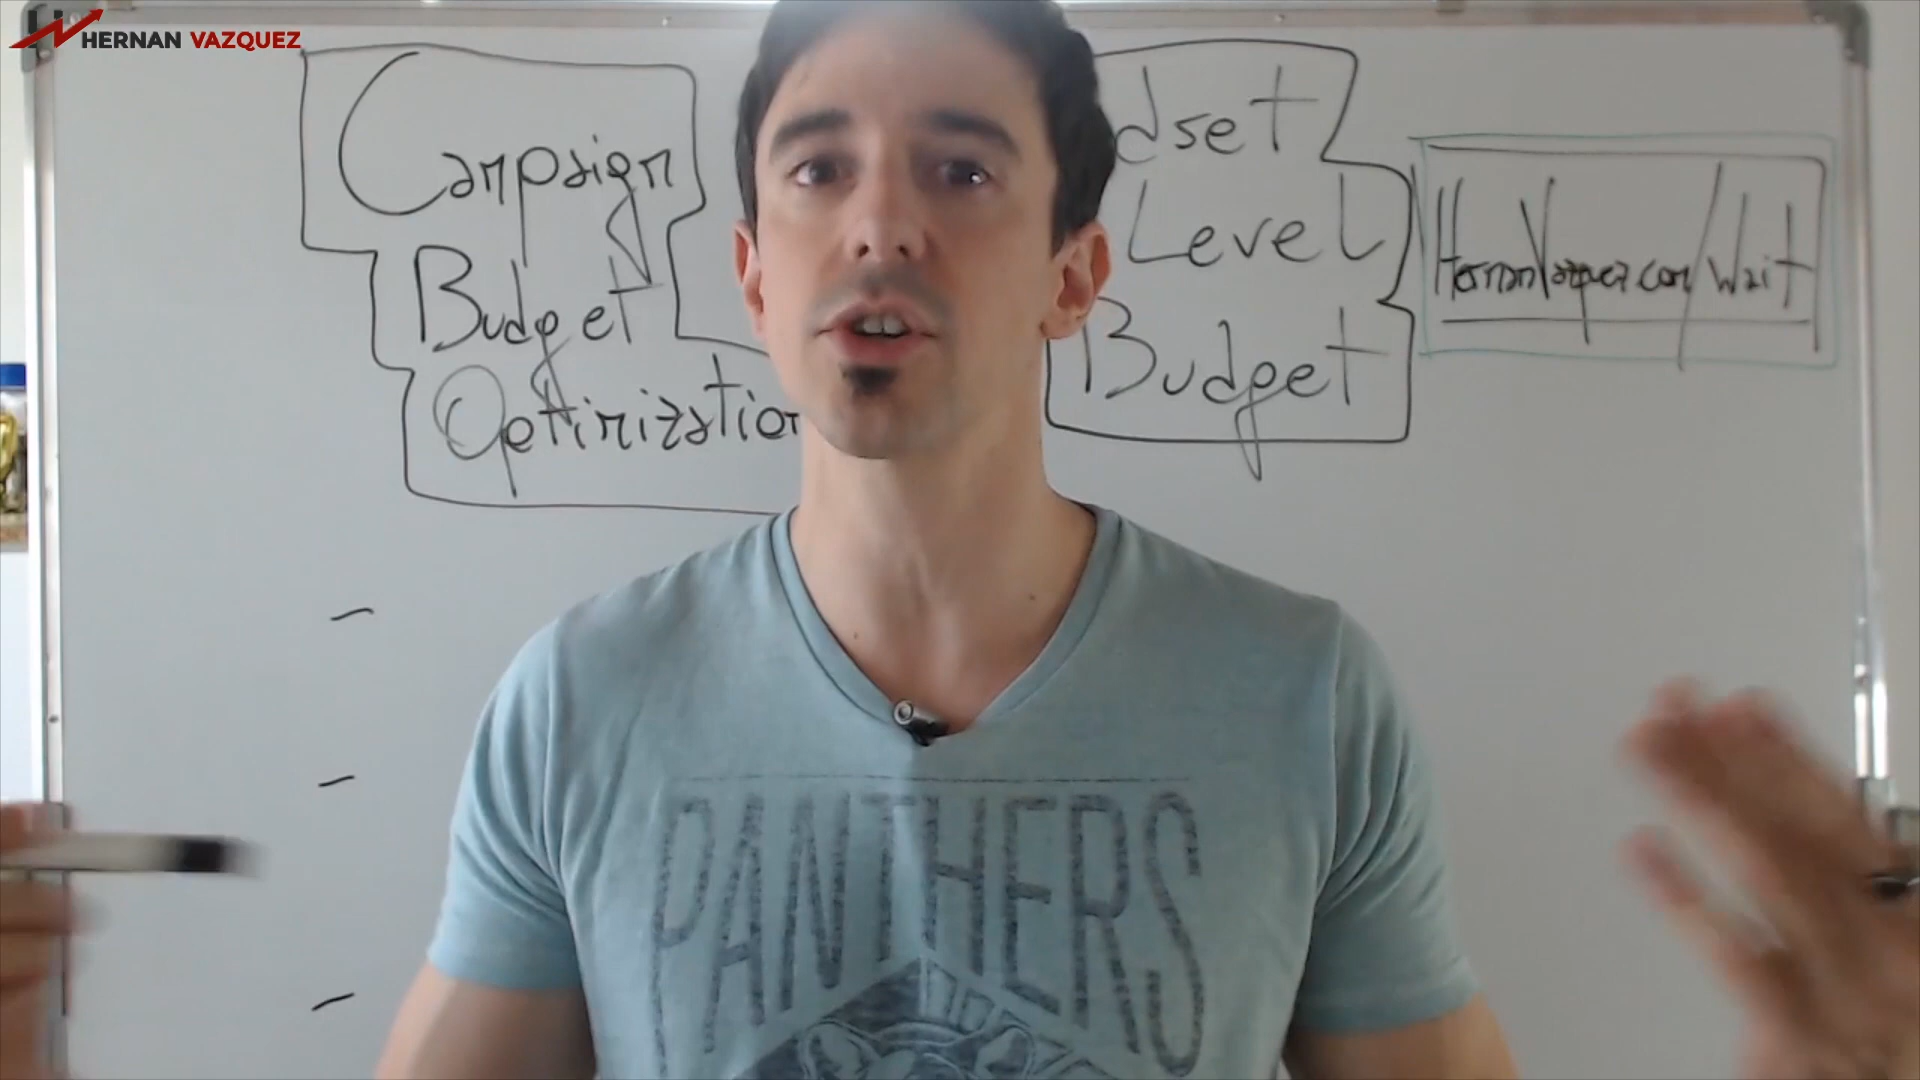 HERNAN VAZQUEZ
Campaign
Budget
Optimization
dset
Level
Budget
HernanVazquez.com/Wait
PANTHERS